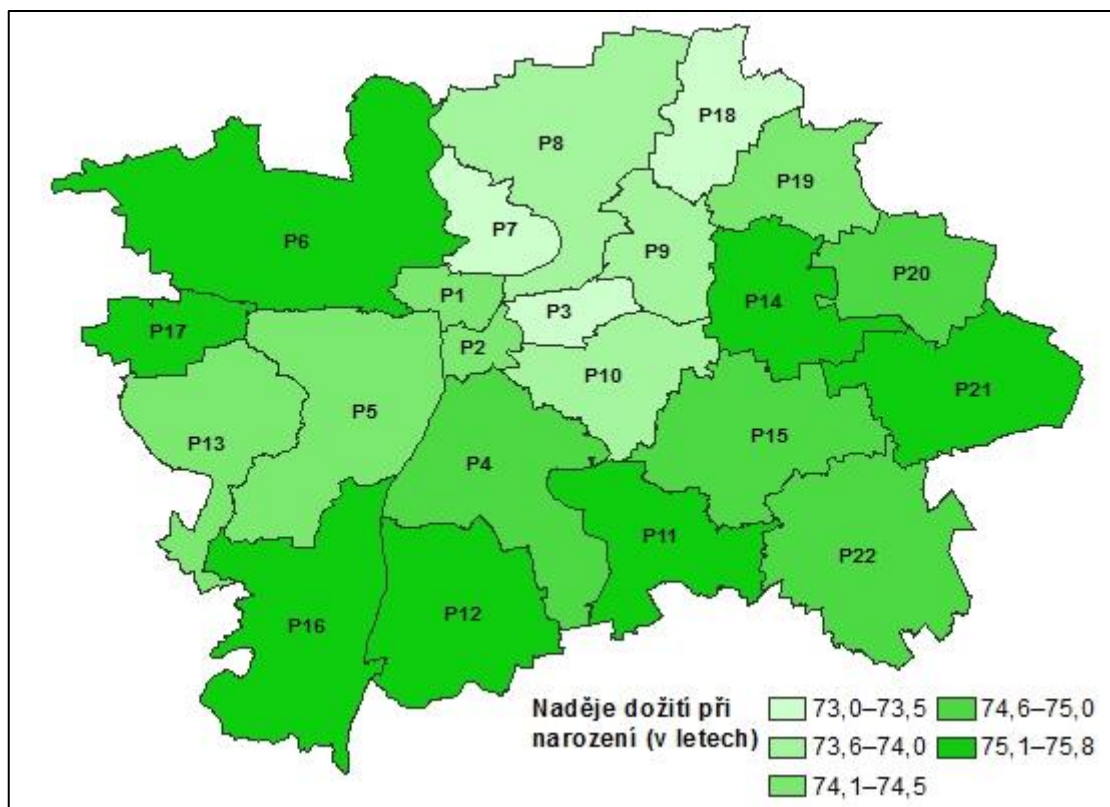 P18
P8
P19
P7
P6
P9
P20
P1
P14
P3
P17
P2
P10
P21
P5
P13
P15
P4
P11
P22
P12
P16
Naděje dožití při
narození (v letech)
73,0–73,5
74,6–75,0
73,6–74,0
75,1–75,8
74,1–74,5